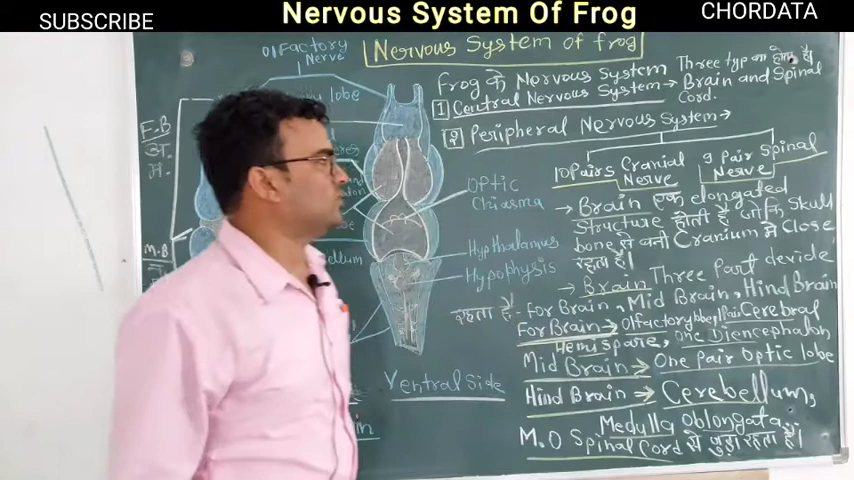 SUBSCRIBE
Nervous System Of Frog
CHORDATA
Olfactory
Nerve
Nervous System of frog
lobe
F.B
अ.
म.
M.B
Frog के Nervous System Three type का होता है।
1 Central Nervous System → Brain and Spinal
Cord.
2 Peripheral Nervous System →
10 Pairs Cranial
Nerve
9 Pair Spinal
Nerve
Optic
Chiasma
→ Brain एक elongated
Structure होती है जोकि Skull
bone से बनी Cranium में Close
रहता है।
Hypthalamus
Hypophysis
ellum
→ Brain Three Part devide
रहता है :- For Brain, Mid Brain, Hind Brain
For Brain → Olfactory Cerebral
Hemispare, One Diencephalon
Mid Brain → One pair Optic lobe
Ventral Side
Hind Brain → Cerebellum,
Medulla Oblongata
M.O Spinal Cord से जुड़ा रहता है।
in